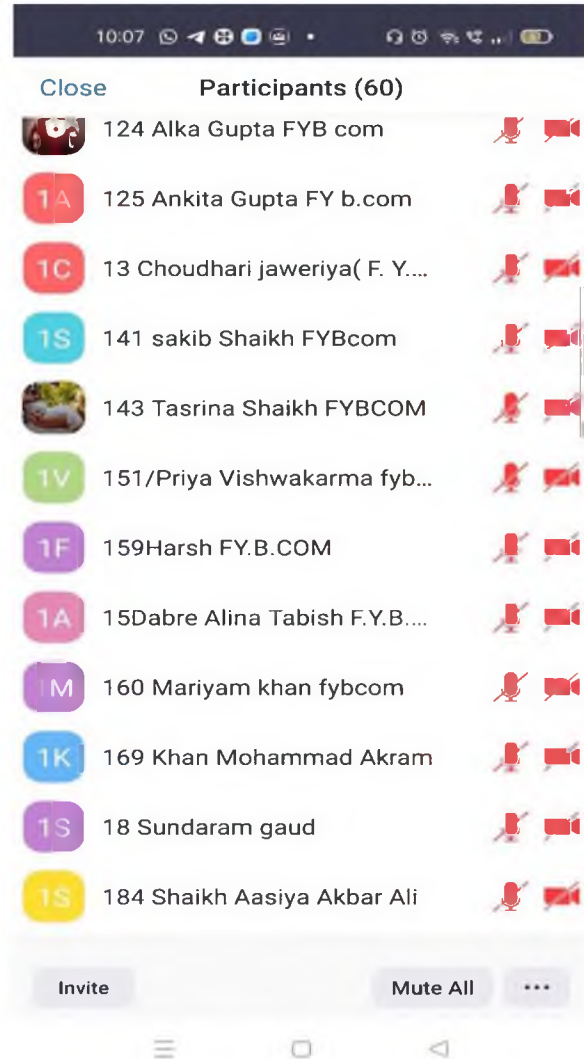 10:07
Close Participants (60)
124 Alka Gupta FYB com
1A 125 Ankita Gupta FY b.com
1C 13 Choudhari jaweriya( F. Y....
1S 141 sakib Shaikh FYBcom
143 Tasrina Shaikh FYBCOM
1V 151/Priya Vishwakarma fyb...
1F 159Harsh FY.B.COM
1A 15Dabre Alina Tabish F.Y.B....
1M 160 Mariyam khan fybcom
1K 169 Khan Mohammad Akram
1S 18 Sundaram gaud
1S 184 Shaikh Aasiya Akbar Ali
Invite Mute All ...